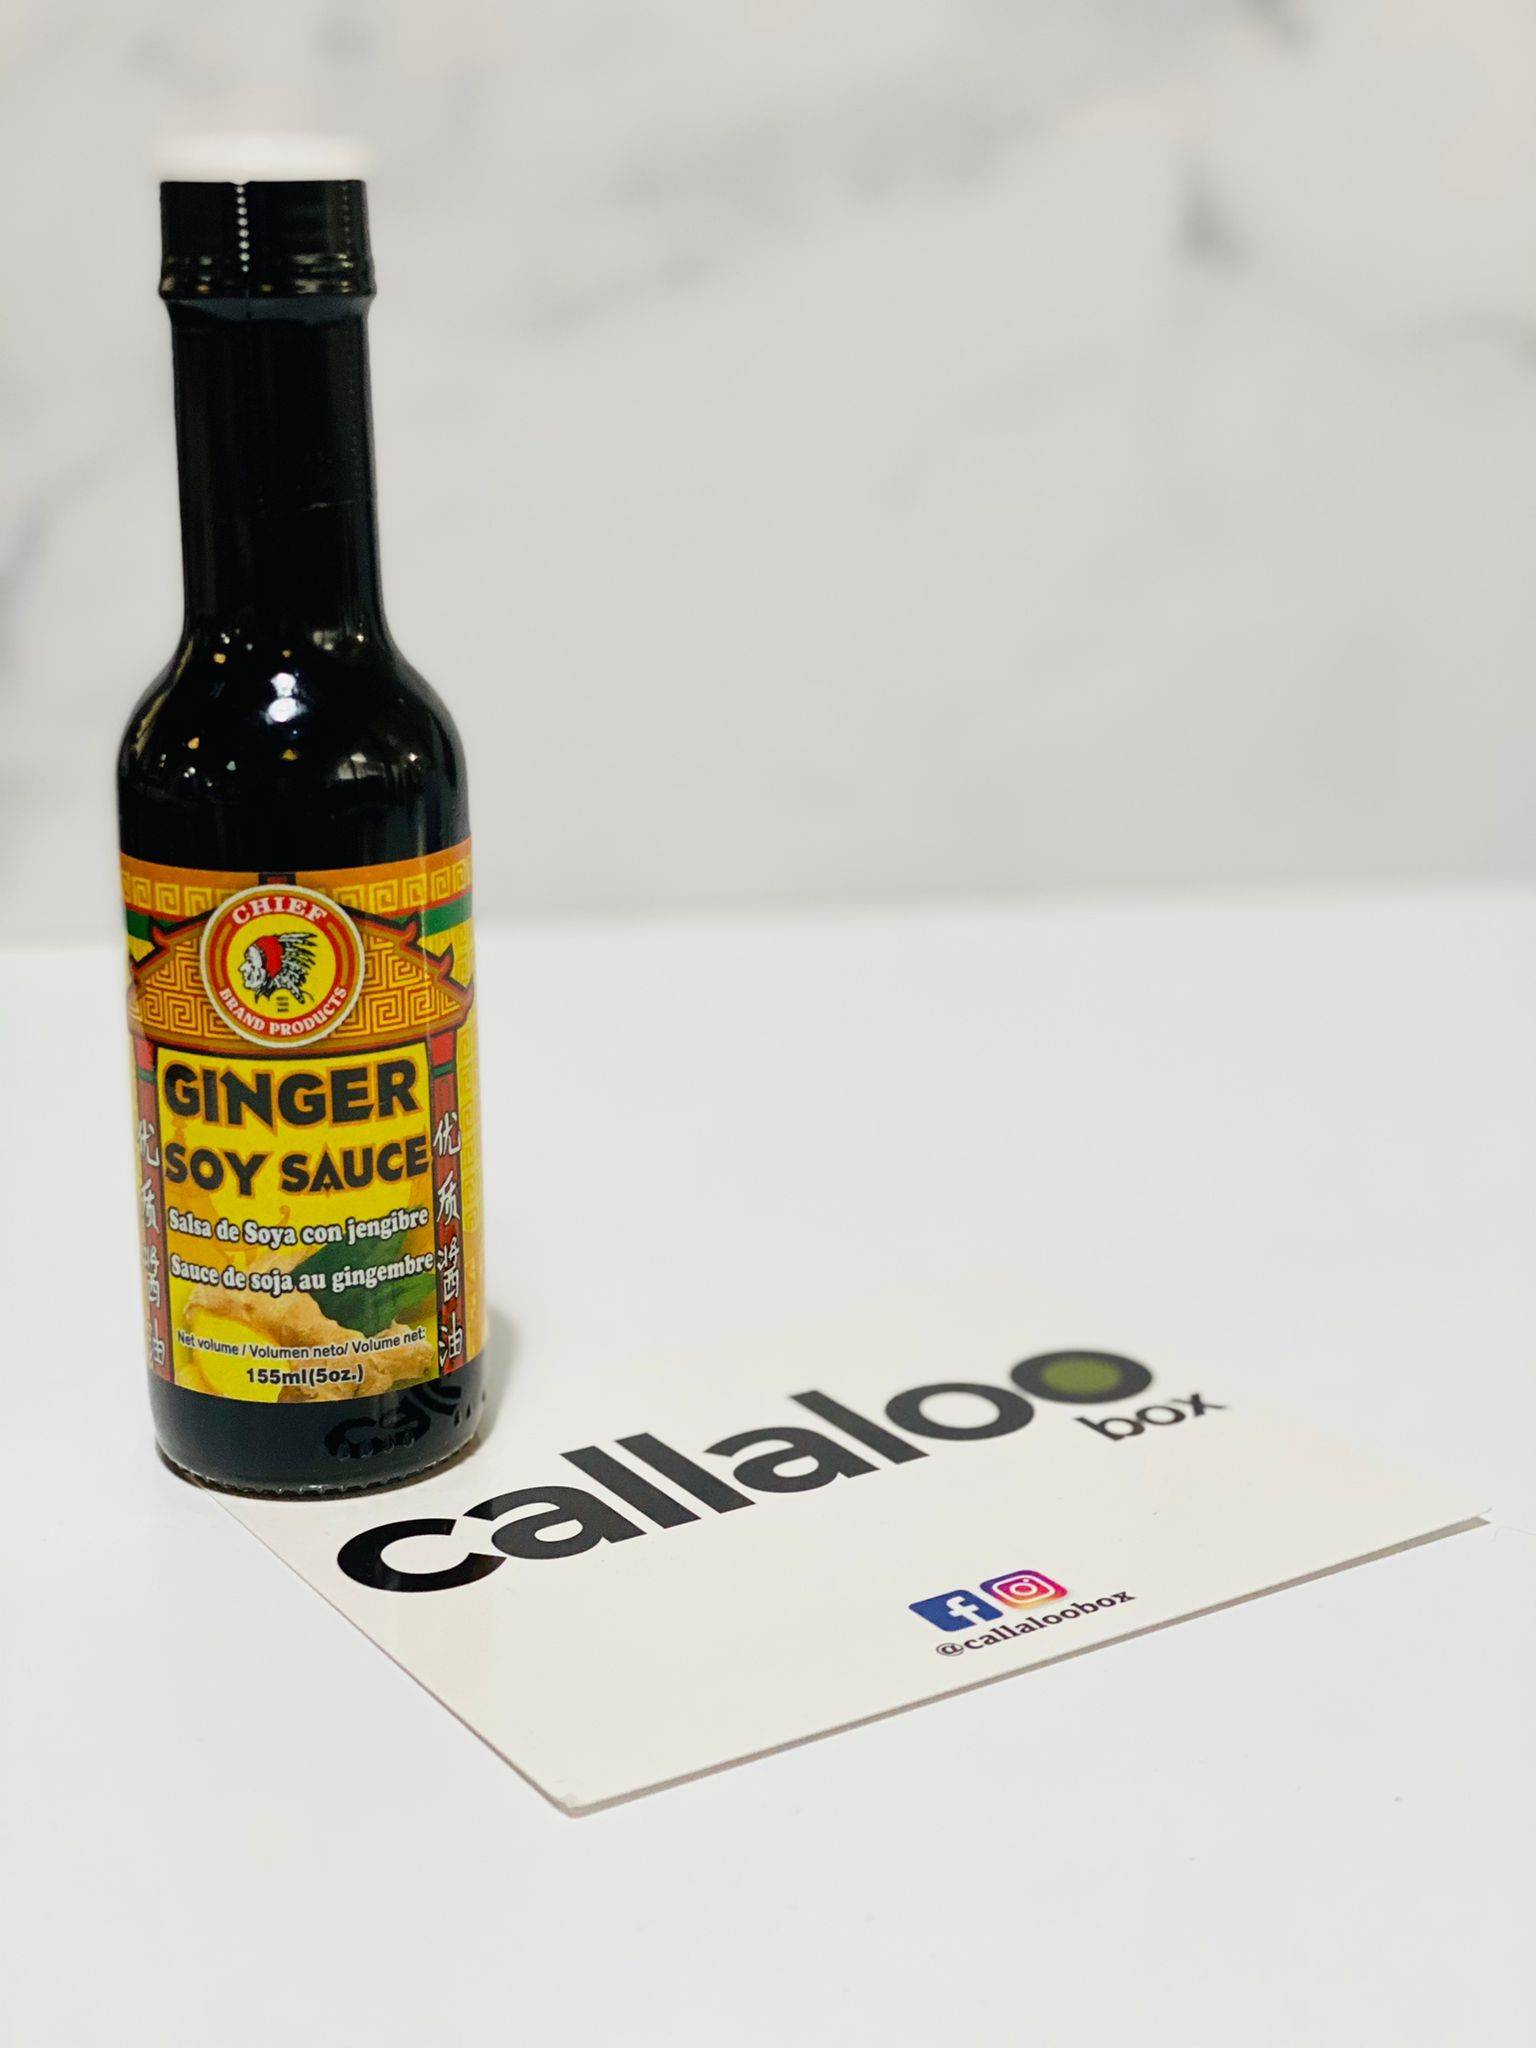 CHIEF
BRAND PRODUCTS
GINGER
SOY SAUCE
Salsa de Soya con jengibre
Sauce de soja au gingembre
Net volume / Volumen neto/ Volume net:
155ml(5oz.)
优质酱油
优质酱油
callaloo
box
@callaloobox